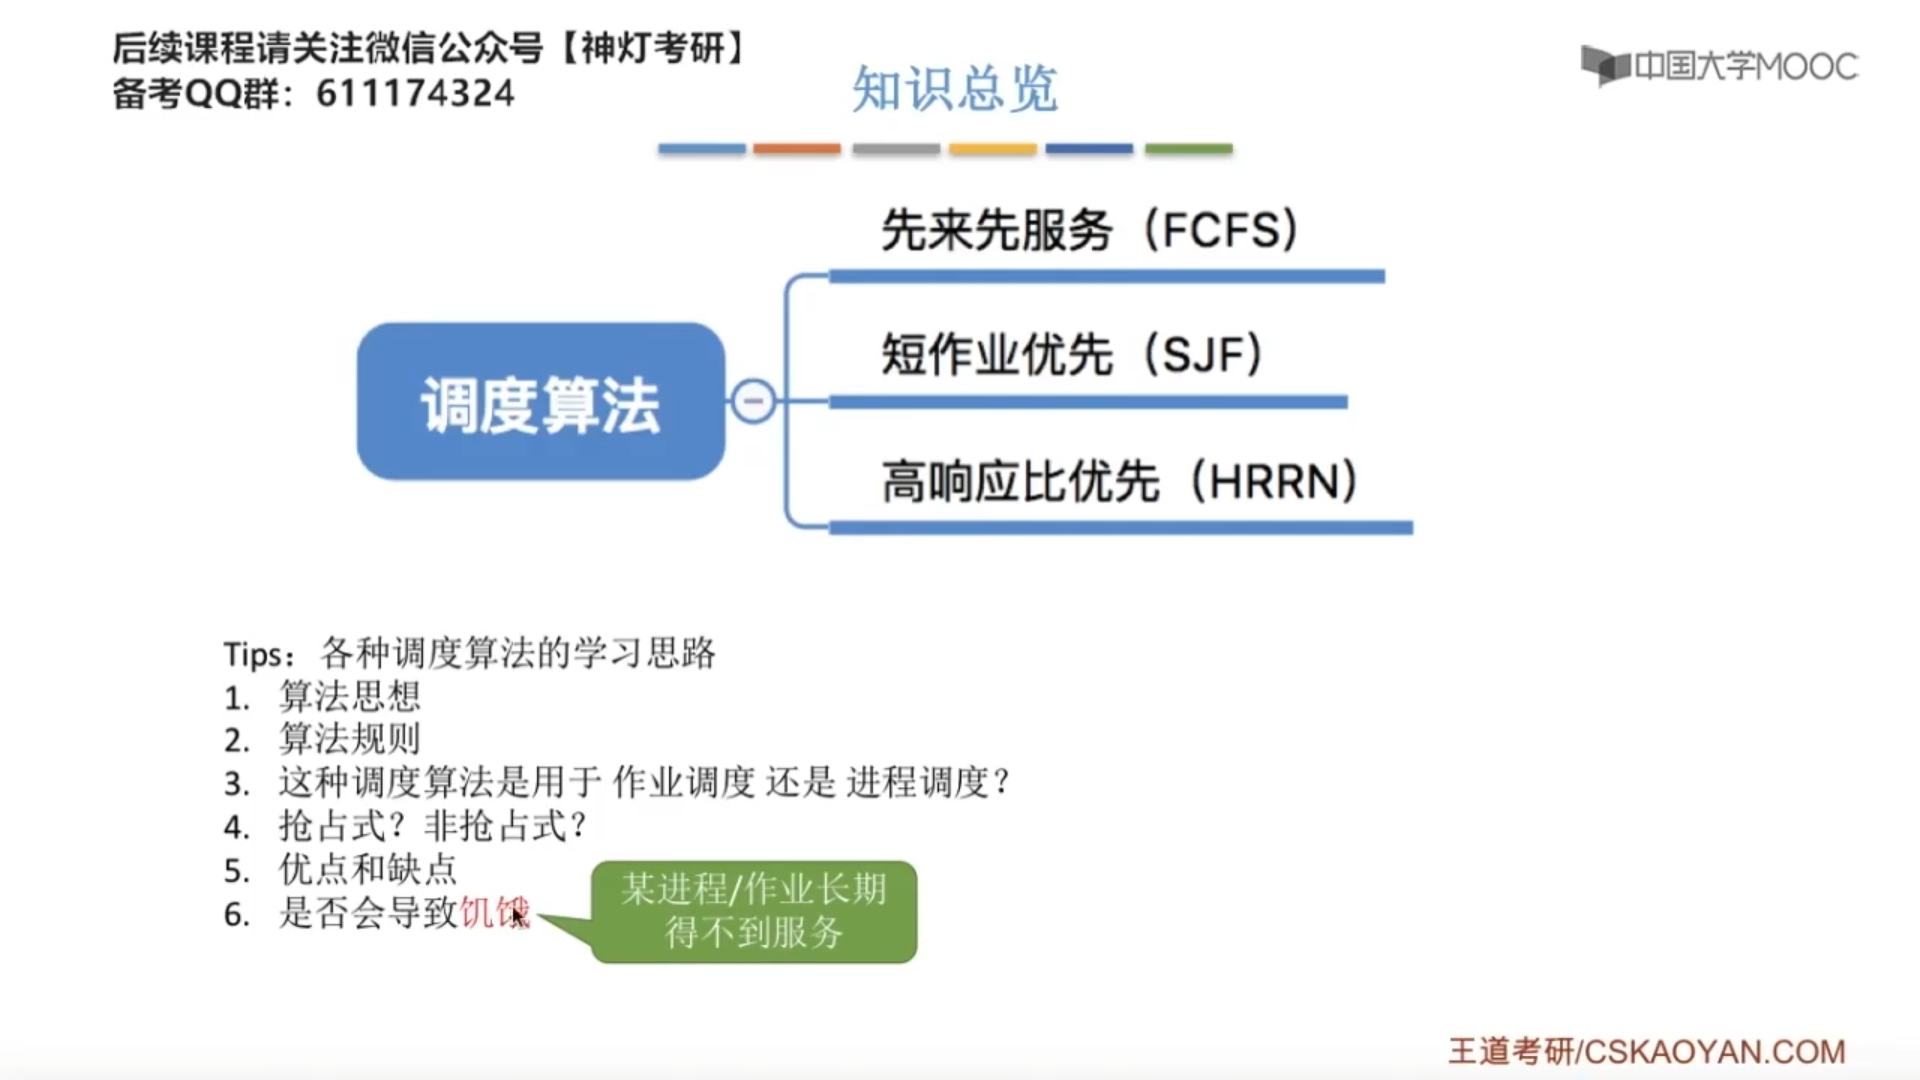 后续课程请关注微信公众号【神灯考研】
备考QQ群：611174324
中国大学MOOC
知识总览
先来先服务（FCFS）
短作业优先（SJF）
调度算法
高响应比优先（HRRN）
Tips：各种调度算法的学习思路
1. 算法思想
2. 算法规则
3. 这种调度算法是用于 作业调度 还是 进程调度？
4. 抢占式？非抢占式？
5. 优点和缺点
6. 是否会导致饥饿
某进程/作业长期
得不到服务
王道考研/CSKAOYAN.COM